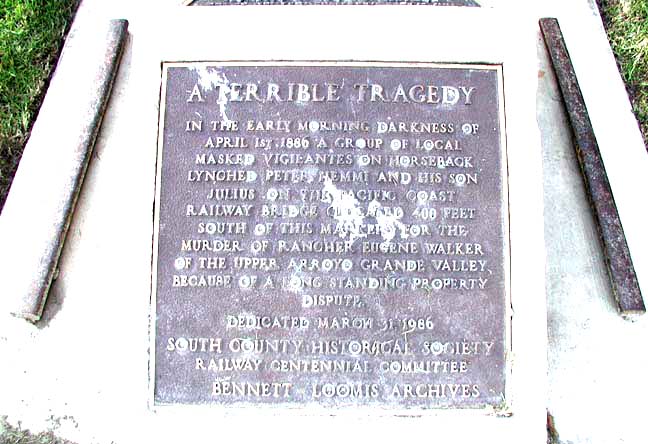 A TERRIBLE TRAGEDY
IN THE EARLY MORNING DARKNESS OF
APRIL 1ST, 1886 A GROUP OF LOCAL
MASKED VIGILANTES ON HORSEBACK
LYNCHED PETER HEMMI AND HIS SON
JULIUS ON THE PACIFIC COAST
RAILWAY BRIDGE LOCATED 400 FEET
SOUTH OF THIS MARKER FOR THE
MURDER OF RANCHER EUGENE WALKER
OF THE UPPER ARROYO GRANDE VALLEY,
BECAUSE OF A LONG STANDING PROPERTY
DISPUTE.
DEDICATED MARCH 31, 1986
SOUTH COUNTY HISTORICAL SOCIETY
RAILWAY CENTENNIAL COMMITTEE
BENNETT - LOOMIS ARCHIVES